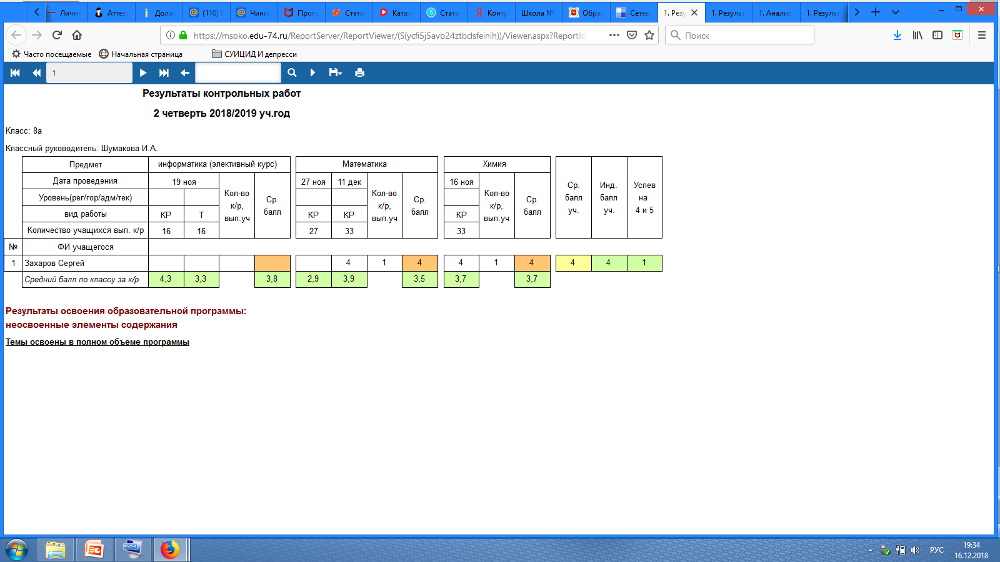 Личн
Аттест
Долж
(110) В
Чинил
Прогр
Стать
Катал
Стать
Контр
Школа №
Образ
Сетев
1. Резу
1. Результ
1. Анализ
1. Результ
https://msoko.edu-74.ru/ReportServer/ReportViewer/(S(ycfi5j5avb24ztbclsfeinih))/Viewer.aspx?ReportId
Поиск
Часто посещаемые
Начальная страница
СУИЦИД И депресси
1
Результаты контрольных работ
2 четверть 2018/2019 уч.год
Класс: 8а
Классный руководитель: Шумакова И.А.
Предмет информатика (элективный курс) Математика Химия
Дата проведения 19 ноя 27 ноя 11 дек 16 ноя
Кол-во к/р, вып.уч Ср. балл Кол-во к/р, вып.уч Ср. балл Кол-во к/р, вып.уч Ср. балл Ср. балл уч. Инд. балл уч. Успев на 4 и 5
Уровень(рег/гор/адм/тек)
вид работы КР Т КР КР КР
Количество учащихся вып. к/р 16 16 27 33 33
№ ФИ учащегося
1 Захаров Сергей 4 1 4 4 1 4 4 4 1
Средний балл по классу за к/р 4,3 3,3 3,8 2,9 3,9 3,5 3,7 3,7
Результаты освоения образовательной программы:
неосвоенные элементы содержания
Темы освоены в полном объеме программы
РУС
19:34
16.12.2018